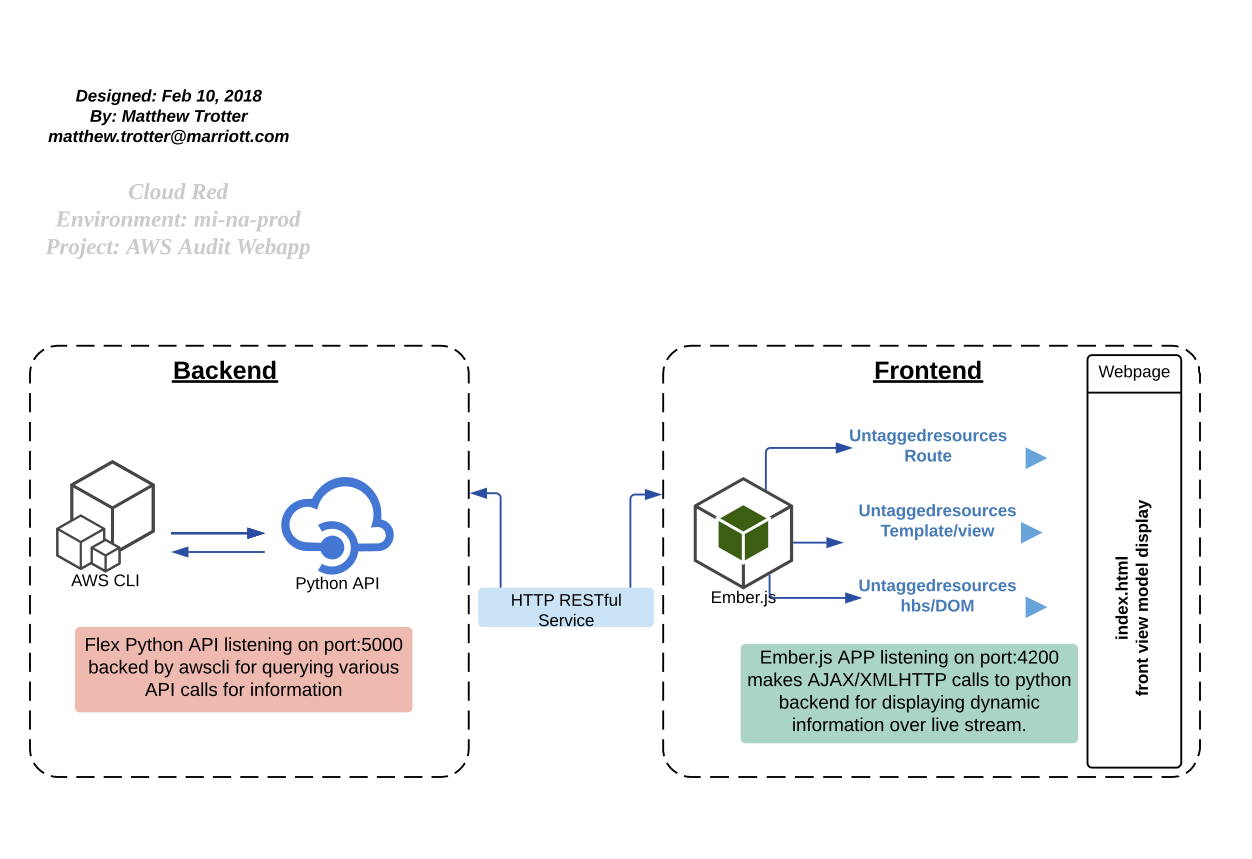 Designed: Feb 10, 2018
By: Matthew Trotter
matthew.trotter@marriott.com
Cloud Red
Environment: mi-na-prod
Project: AWS Audit Webapp
Backend
AWS CLI
Python API
Flex Python API listening on port:5000
backed by awscli for querying various
API calls for information
HTTP RESTful
Service
Frontend
Ember.js
Untaggedresources
Route
Untaggedresources
Template/view
Untaggedresources
hbs/DOM
Ember.js APP listening on port:4200
makes AJAX/XMLHTTP calls to python
backend for displaying dynamic
information over live stream.
Webpage
index.html
front view model display